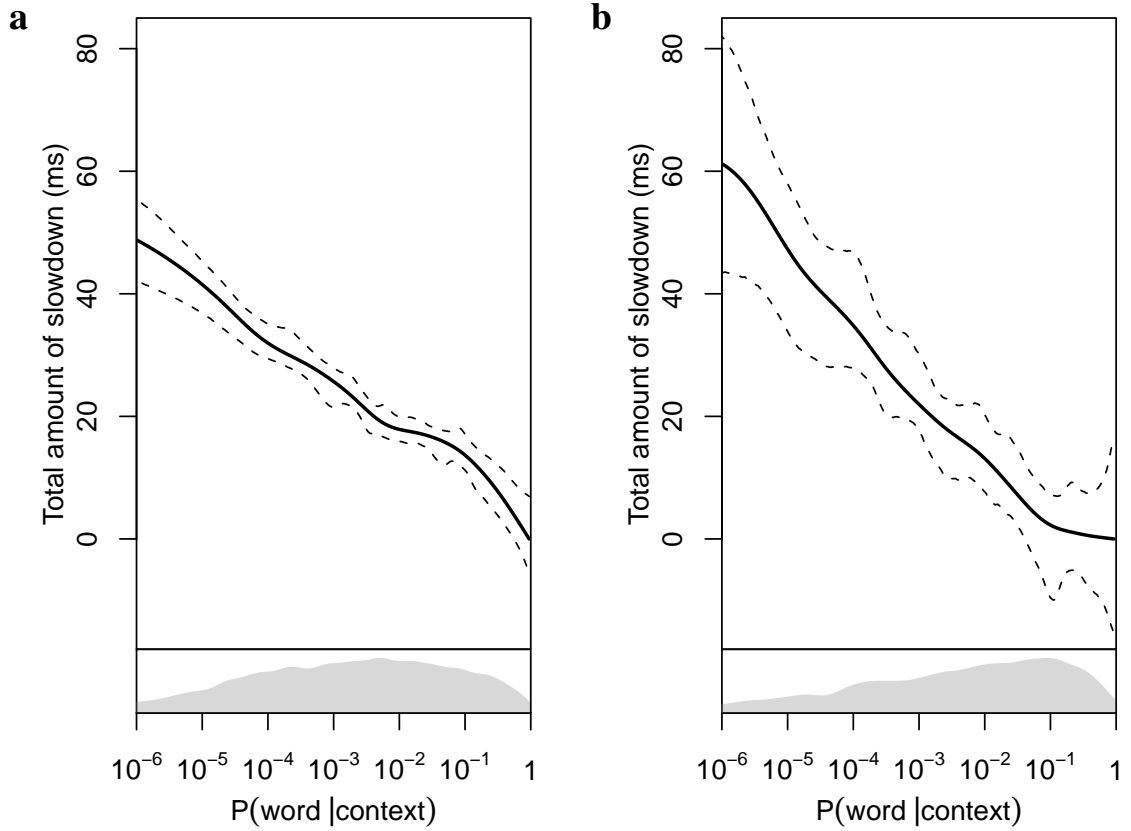 a
80
60
40
20
0
Total amount of slowdown (ms)
10⁻⁶ 10⁻⁵ 10⁻⁴ 10⁻³ 10⁻² 10⁻¹ 1
P(word |context)
b
80
60
40
20
0
Total amount of slowdown (ms)
10⁻⁶ 10⁻⁵ 10⁻⁴ 10⁻³ 10⁻² 10⁻¹ 1
P(word |context)